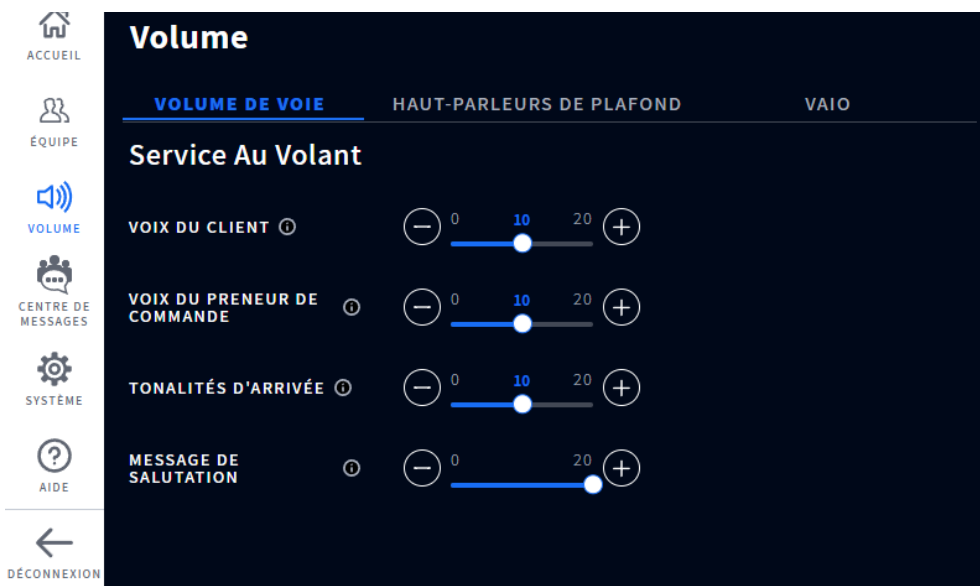 ACCUEIL
ÉQUIPE
VOLUME
CENTRE DE
MESSAGES
SYSTÈME
AIDE
DÉCONNEXION
Volume
VOLUME DE VOIE HAUT-PARLEURS DE PLAFOND VAIO
Service Au Volant
VOIX DU CLIENT 0 10 20
VOIX DU PRENEUR DE
COMMANDE 0 10 20
TONALITÉS D'ARRIVÉE 0 10 20
MESSAGE DE
SALUTATION 0 20